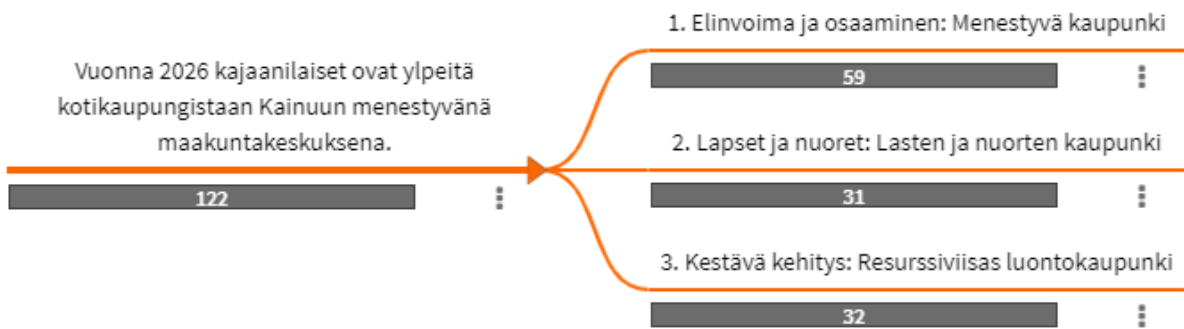 Vuonna 2026 kajaanilaiset ovat ylpeitä
kotikaupungistaan Kainuun menestyvänä
maakuntakeskuksena.
122
1. Elinvoima ja osaaminen: Menestyvä kaupunki
59
2. Lapset ja nuoret: Lasten ja nuorten kaupunki
31
3. Kestävä kehitys: Resurssiviisas luontokaupunki
32